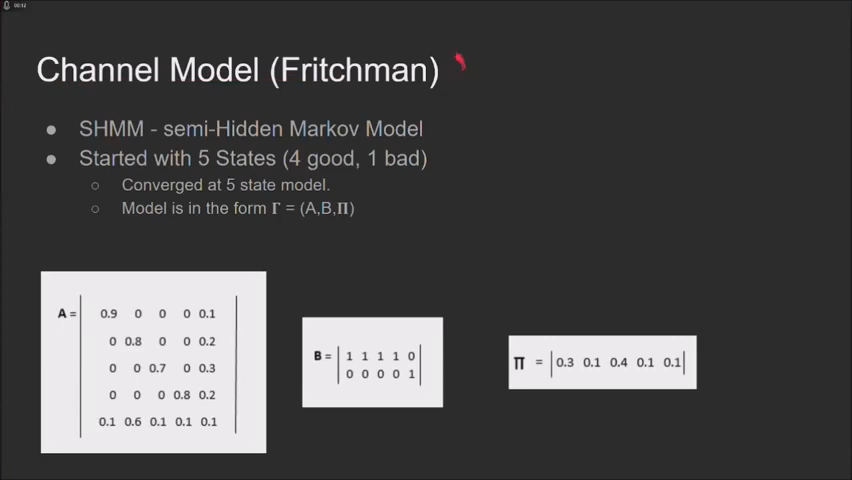 00:12
Channel Model (Fritchman)
● SHMM - semi-Hidden Markov Model
● Started with 5 States (4 good, 1 bad)
○ Converged at 5 state model.
○ Model is in the form Γ = (A,B,Π)
A = | 0.9 0 0 0 0.1 |
0 0.8 0 0 0.2
0 0 0.7 0 0.3
0 0 0 0.8 0.2
0.1 0.6 0.1 0.1 0.1
B = | 1 1 1 1 0 |
0 0 0 0 1
Π = | 0.3 0.1 0.4 0.1 0.1 |